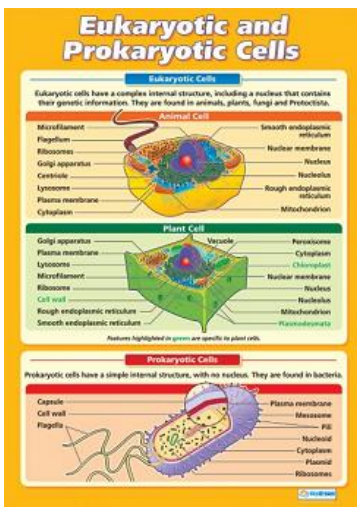 Eukaryotic and
Prokaryotic Cells
Eukaryotic Cells
Eukaryotic cells have a complex internal structure, including a nucleus that contains
their genetic information. They are found in animals, plants, fungi and Protoctista.
Animal Cell
Microfilament
Flagellum
Ribosomes
Golgi apparatus
Centriole
Lysosome
Plasma membrane
Cytoplasm
Smooth endoplasmic
reticulum
Nuclear membrane
Nucleus
Nucleolus
Rough endoplasmic
reticulum
Mitochondrion
Plant Cell
Golgi apparatus
Plasma membrane
Lysosome
Microfilament
Ribosome
Cell wall
Rough endoplasmic reticulum
Smooth endoplasmic reticulum
Vacuole
Peroxisome
Cytoplasm
Chloroplast
Nuclear membrane
Nucleus
Nucleolus
Mitochondrion
Plasmodesmata
Features highlighted in green are specific to plant cells.
Prokaryotic Cells
Prokaryotic cells have a simple internal structure, with no nucleus. They are found in bacteria.
Capsule
Cell wall
Flagella
Plasma membrane
Mesosome
Pili
Nucleoid
Cytoplasm
Plasmid
Ribosomes